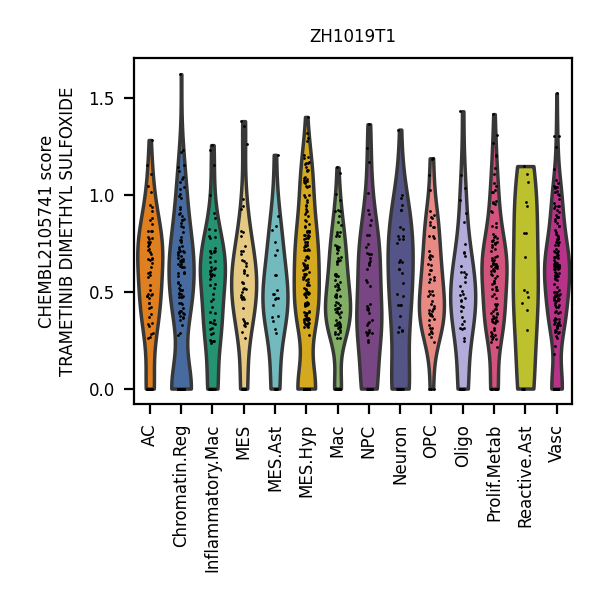 ZH1019T1
CHEMBL2105741 score
TRAMETINIB DIMETHYL SULFOXIDE
1.5
1.0
0.5
0.0
AC
Chromatin.Reg
Inflammatory.Mac
MES
MES.Ast
MES.Hyp
Mac
NPC
Neuron
OPC
Oligo
Prolif.Metab
Reactive.Ast
Vasc